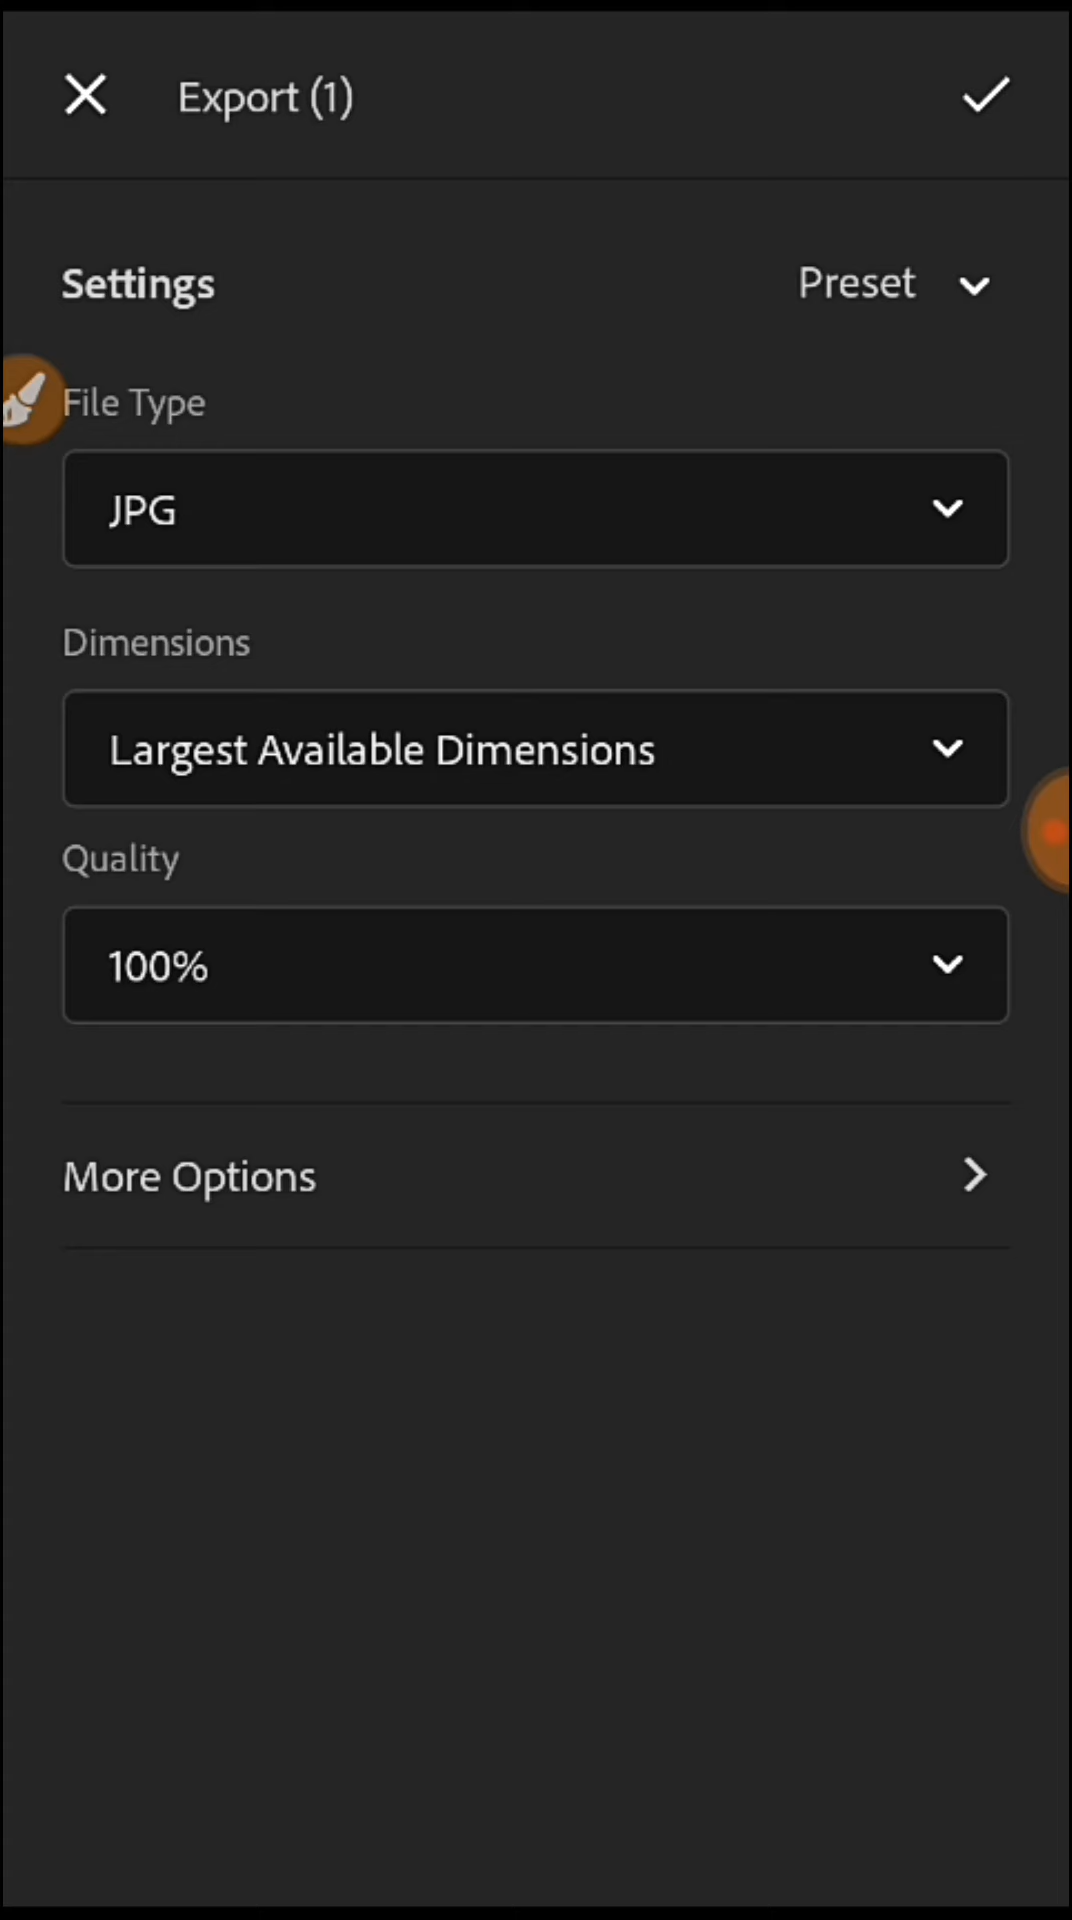 Export (1)
Settings
Preset
File Type
JPG
Dimensions
Largest Available Dimensions
Quality
100%
More Options